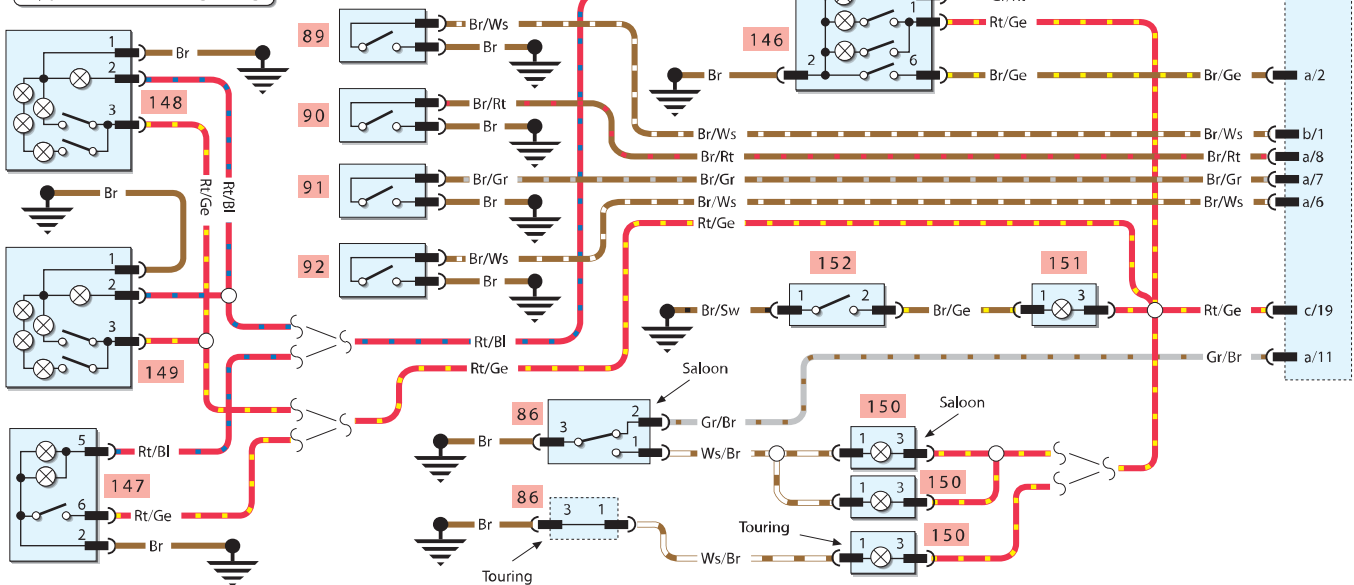 89
Br/Ws
Br
Rt/Ge
1
146
2
6
Br
Br/Ge
Br/Ge
a/2
1
Br
2
148
3
90
Br/Rt
Br
Br/Ws
Br/Ws
b/1
Br/Rt
Br/Rt
a/8
91
Br/Gr
Br
Br/Gr
Br/Gr
a/7
Br/Ws
Br/Ws
a/6
Br
Rt/Ge
Rt/Bl
Rt/Ge
92
Br/Ws
Br
1
2
3
149
152
151
Br/Sw
1
2
Br/Ge
1
3
Rt/Ge
c/19
Rt/Bl
Rt/Ge
Gr/Br
a/11
Saloon
86
Br
3
2
1
Gr/Br
Ws/Br
150
Saloon
1
3
1
3
150
5
Rt/Bl
147
6
Rt/Ge
2
Br
86
Br
3
1
Touring
Ws/Br
Touring
1
3
150